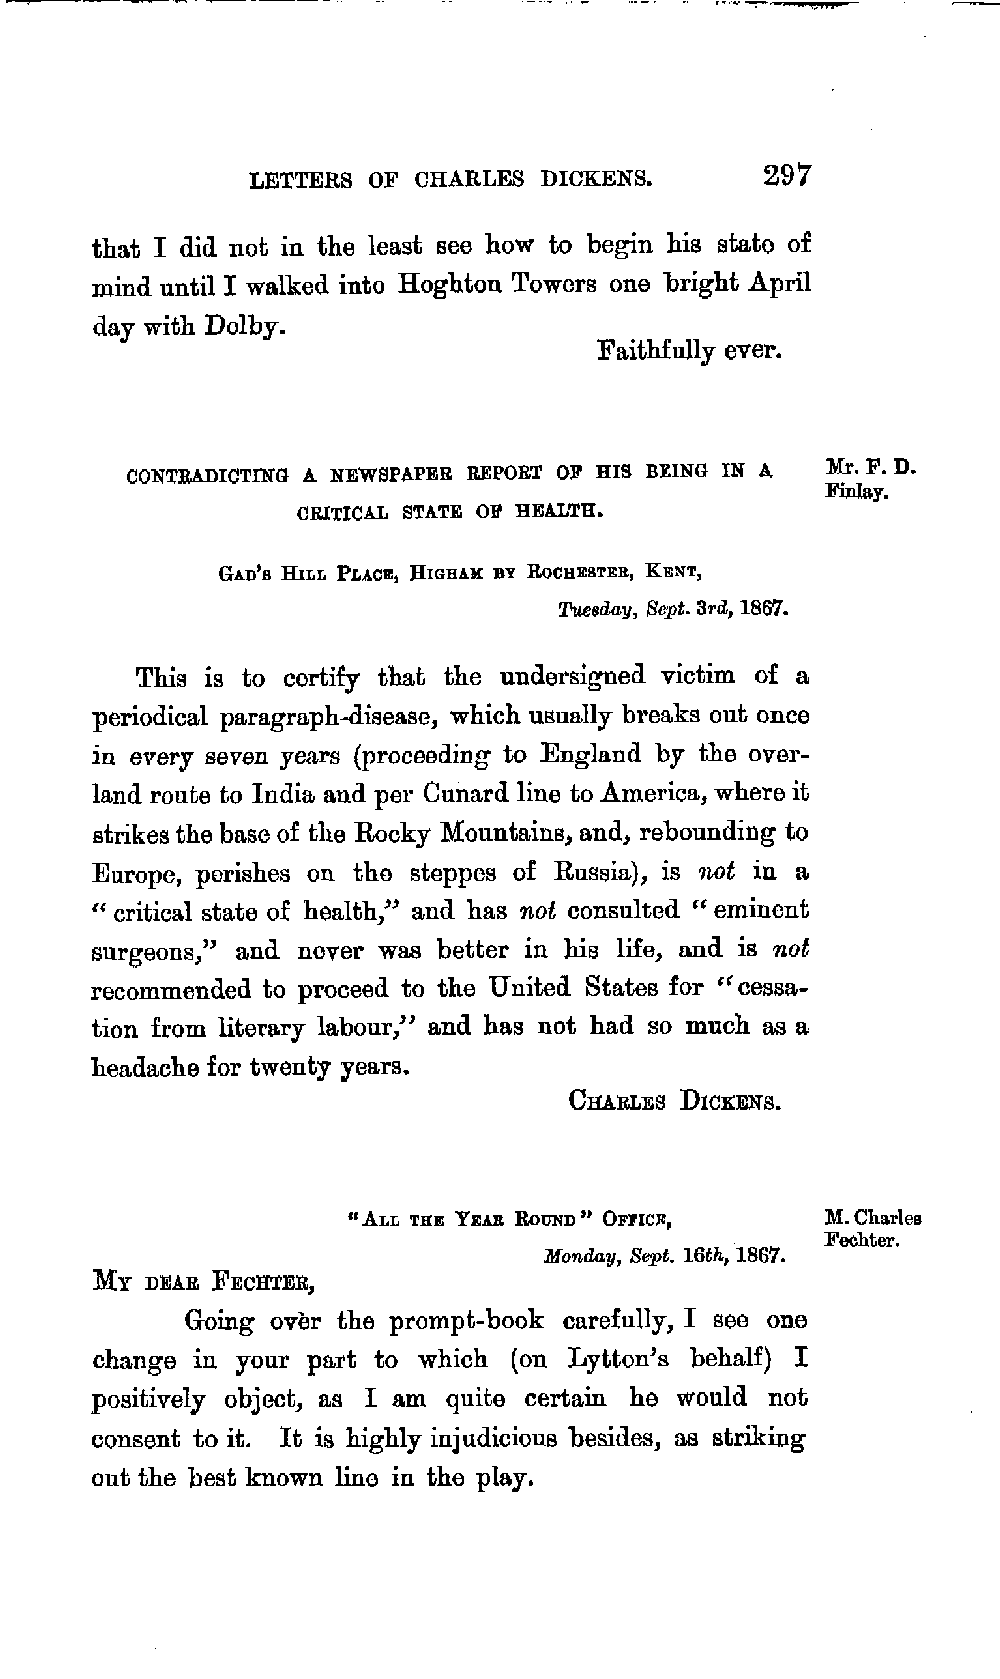 LETTERS OF CHARLES DICKENS. 297
that I did not in the least see how to begin his state of
mind until I walked into Hoghton Towers one bright April
day with Dolby.
Faithfully ever.
Mr. F. D.
Finlay.
CONTRADICTING A NEWSPAPER REPORT OF HIS BEING IN A
CRITICAL STATE OF HEALTH.
GAD'S HILL PLACE, HIGHAM BY ROCHESTER, KENT,
Tuesday, Sept. 3rd, 1867.
This is to certify that the undersigned victim of a
periodical paragraph-disease, which usually breaks out once
in every seven years (proceeding to England by the over-
land route to India and per Cunard line to America, where it
strikes the base of the Rocky Mountains, and, rebounding to
Europe, perishes on the steppes of Russia), is not in a
"critical state of health," and has not consulted "eminent
surgeons," and never was better in his life, and is not
recommended to proceed to the United States for "cessa-
tion from literary labour," and has not had so much as a
headache for twenty years.
CHARLES DICKENS.
M. Charles
Fechter.
"ALL THE YEAR ROUND" OFFICE,
Monday, Sept. 16th, 1867.
MY DEAR FECHTER,
Going over the prompt-book carefully, I see one
change in your part to which (on Lytton's behalf) I
positively object, as I am quite certain he would not
consent to it. It is highly injudicious besides, as striking
out the best known line in the play.